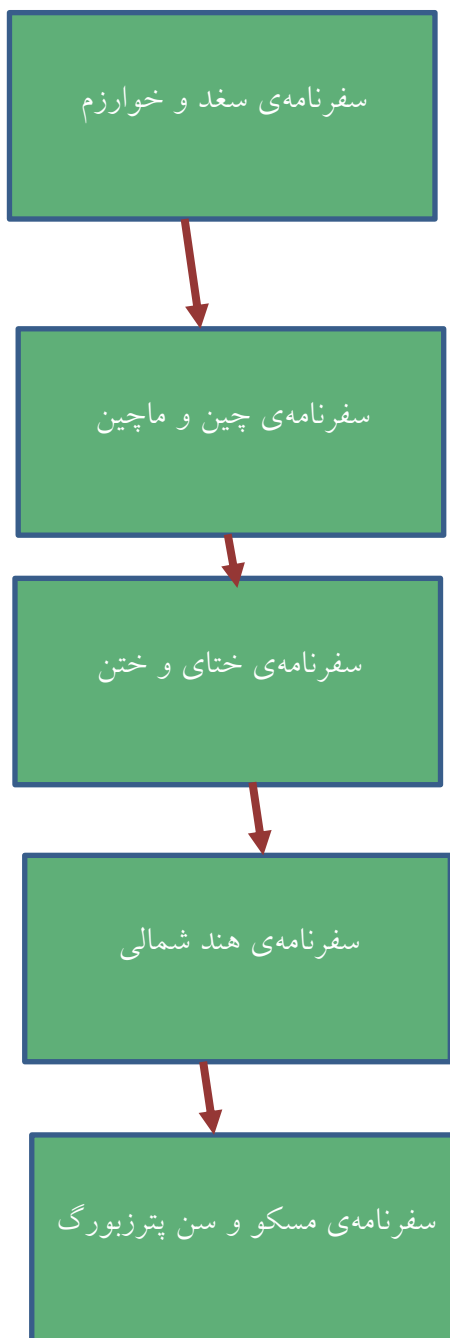 سفرنامه‌ی سغد و خوارزم
سفرنامه‌ی چین و ماچین
سفرنامه‌ی ختای و ختن
سفرنامه‌ی هند شمالی
سفرنامه‌ی مسکو و سن پترزبورگ